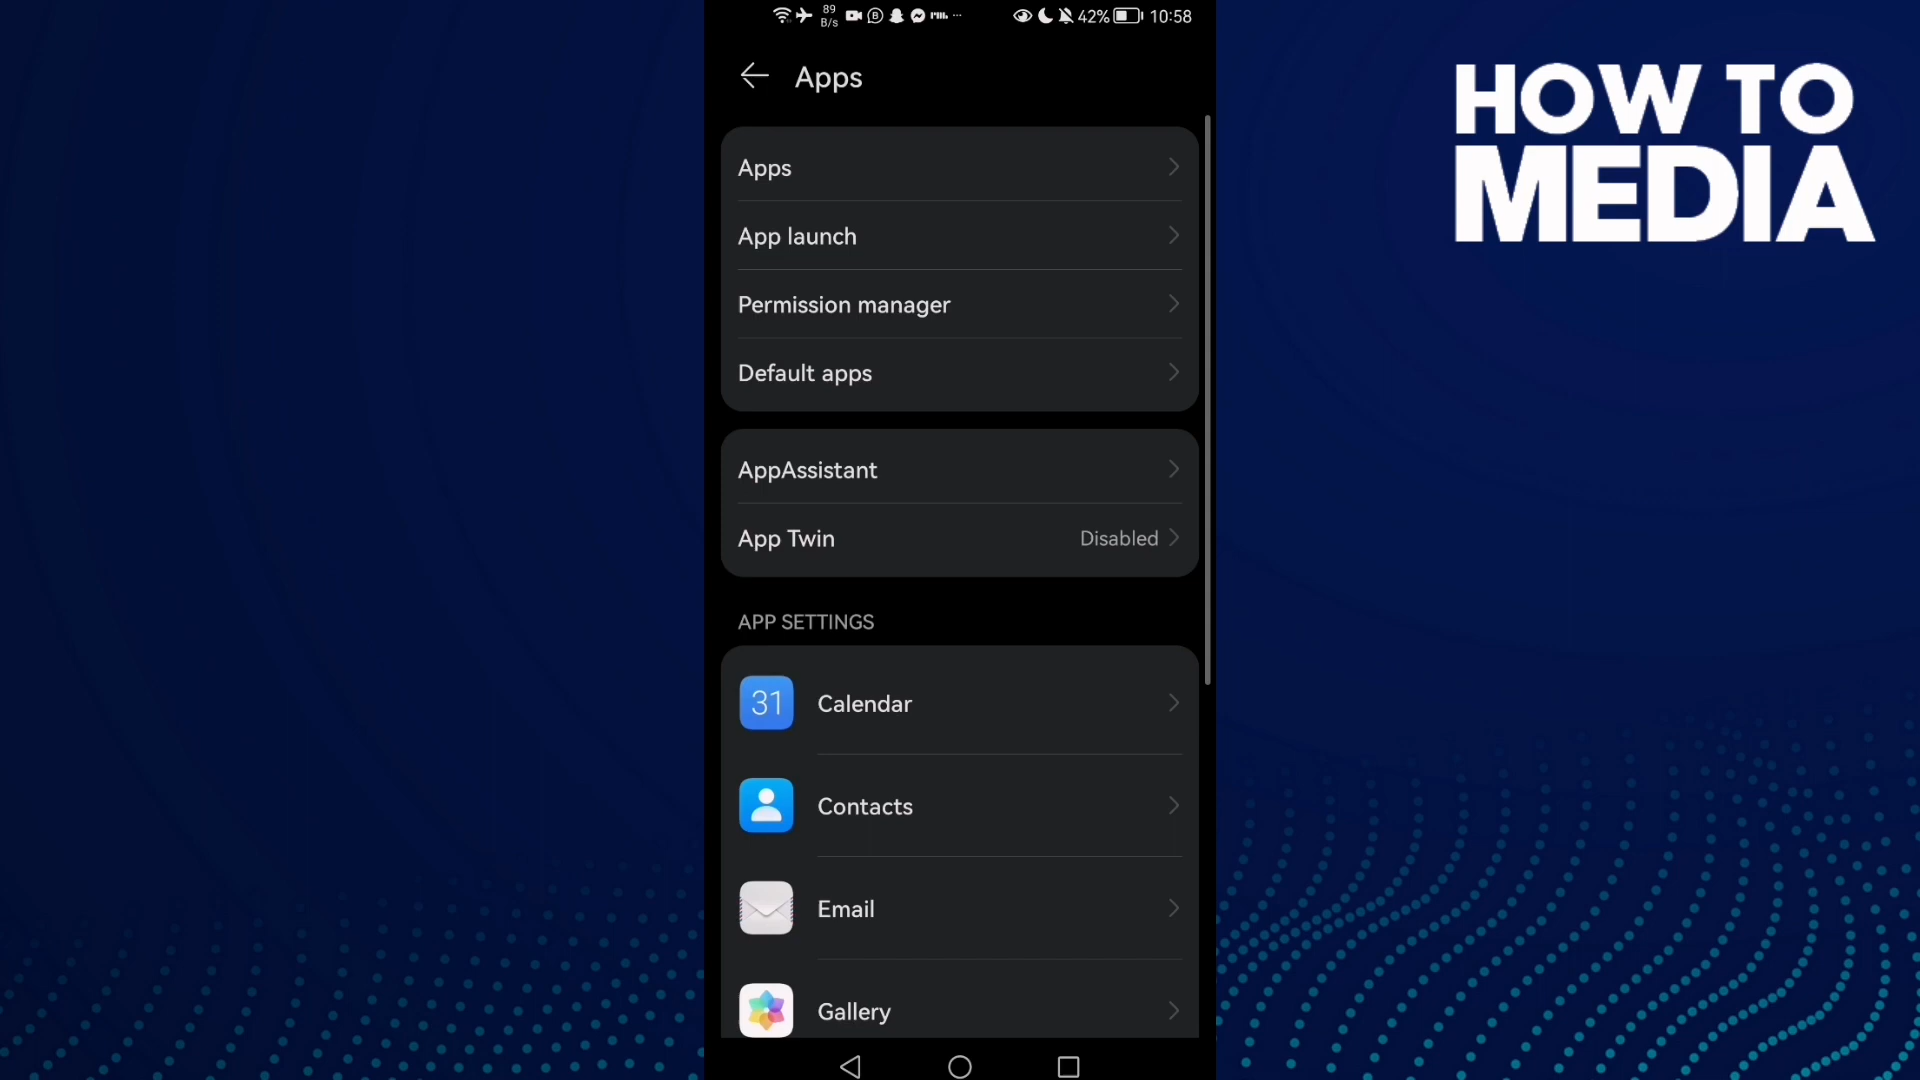 89
B/s
42%
10:58
HOW TO
MEDIA
Apps
Apps
App launch
Permission manager
Default apps
AppAssistant
App Twin
Disabled
APP SETTINGS
31
Calendar
Contacts
Email
Gallery